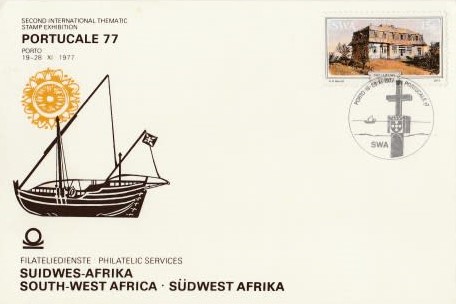 SECOND INTERNATIONAL THEMATIC
STAMP EXHIBITION
PORTUCALE 77
PORTO
19-28 XI 1977
SWA
15c
PORTO 19-28 XI 1977 PORTUCALE 77
SWA
FILATELIEDIENSTE · PHILATELIC SERVICES
SUIDWES-AFRIKA
SOUTH-WEST AFRICA · SÜDWEST AFRIKA